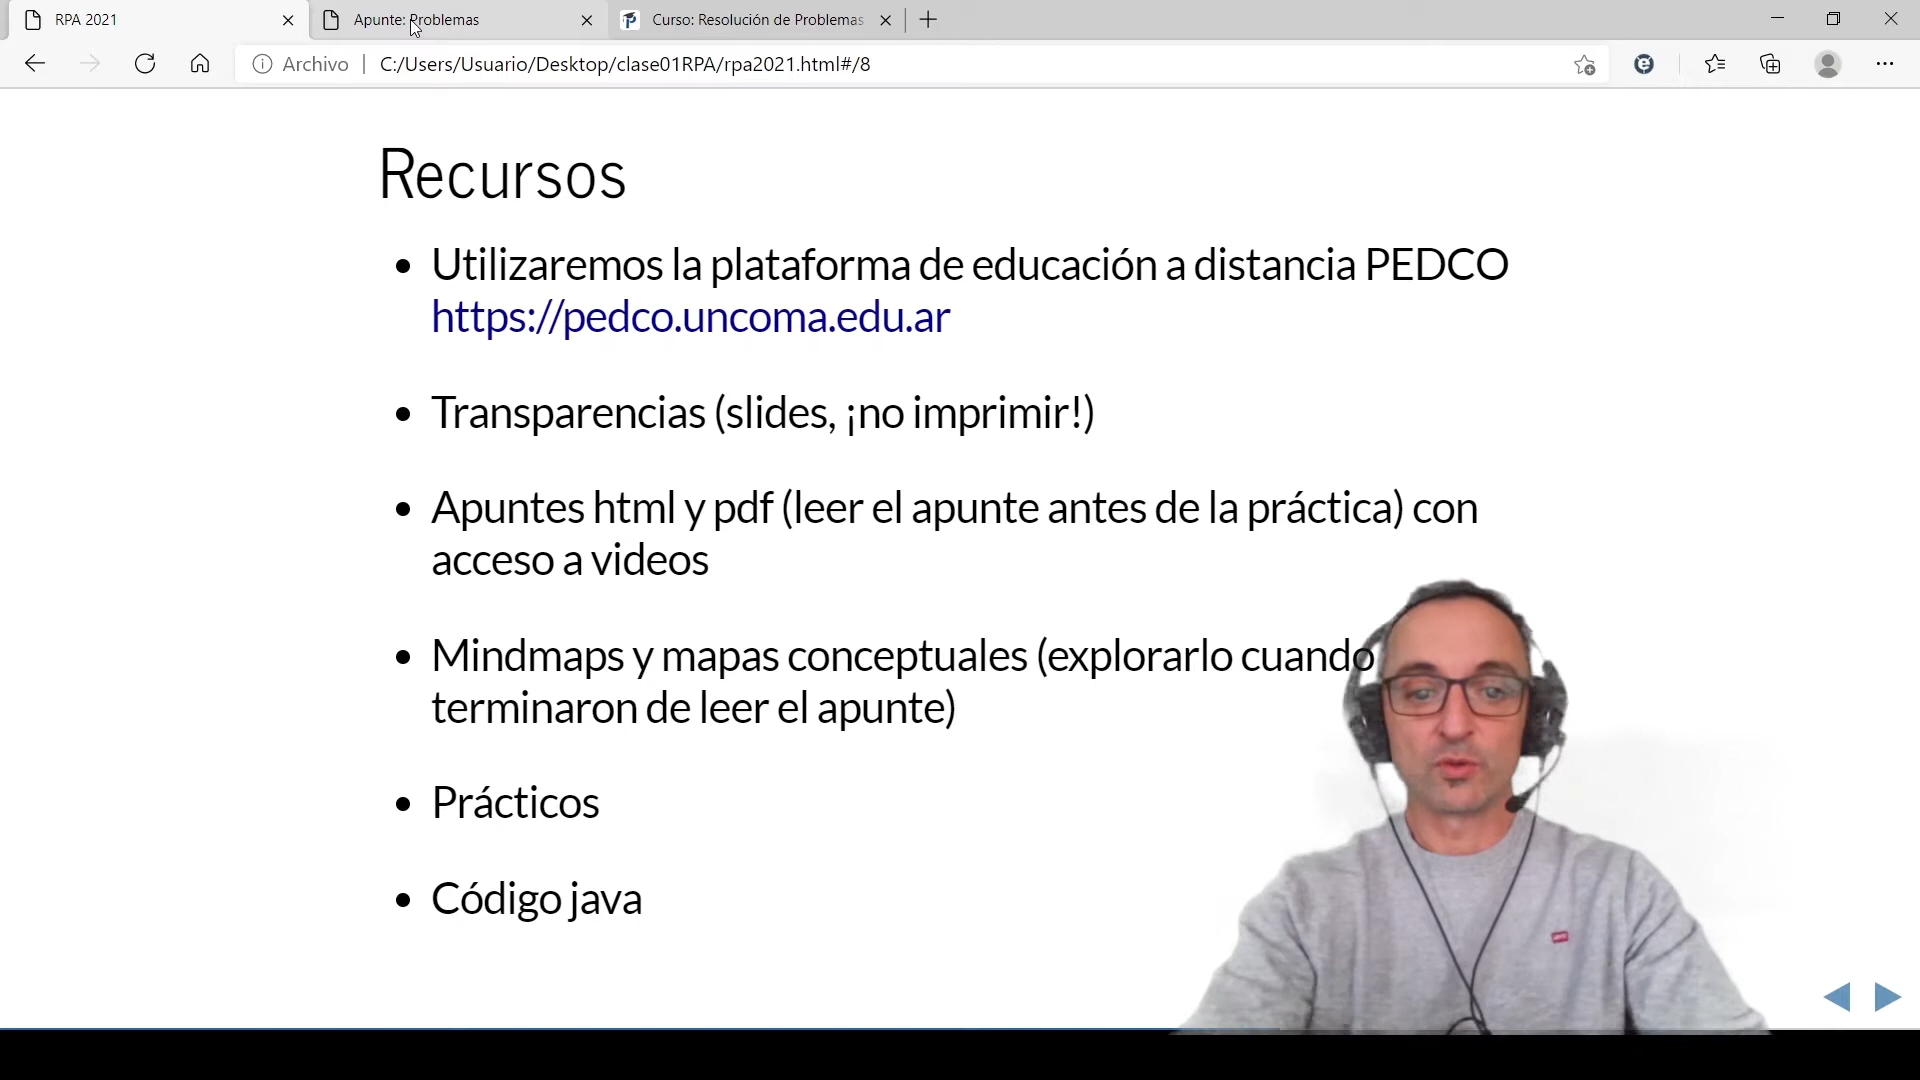 RPA 2021
Apunte: Problemas
Curso: Resolución de Problemas
Archivo
C:/Users/Usuario/Desktop/clase01RPA/rpa2021.html#/8
Recursos
• Utilizaremos la plataforma de educación a distancia PEDCO
https://pedco.uncoma.edu.ar
• Transparencias (slides, ¡no imprimir!)
• Apuntes html y pdf (leer el apunte antes de la práctica) con
acceso a videos
• Mindmaps y mapas conceptuales (explorarlo cuando
terminaron de leer el apunte)
• Prácticos
• Código java